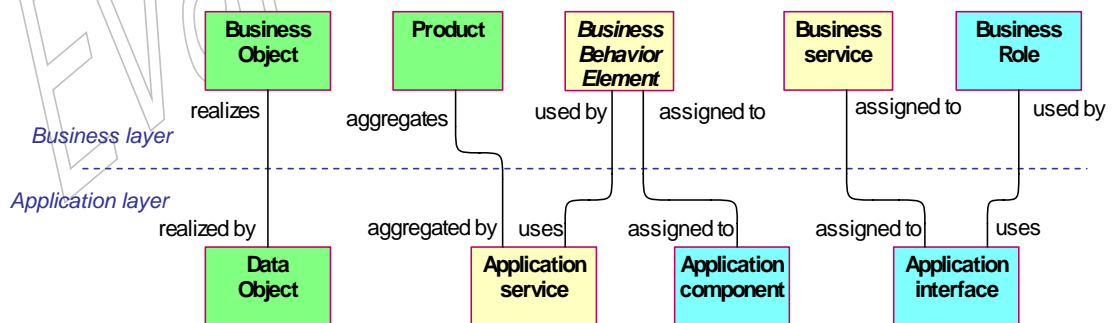 Business
Object
Product
Business
Behavior
Element
Business
service
Business
Role
realizes
aggregates
used by
assigned to
assigned to
used by
Business layer
Application layer
realized by
aggregated by
uses
assigned to
assigned to
uses
Data
Object
Application
service
Application
component
Application
interface